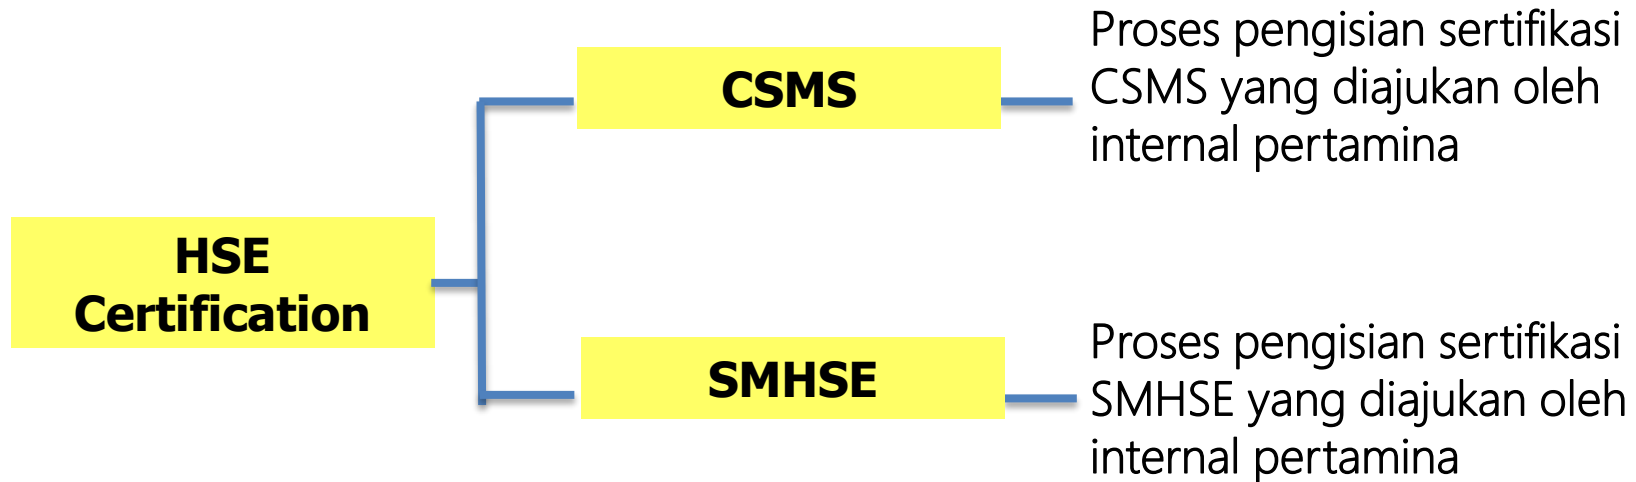 HSE
Certification
CSMS
Proses pengisian sertifikasi
CSMS yang diajukan oleh
internal pertamina
SMHSE
Proses pengisian sertifikasi
SMHSE yang diajukan oleh
internal pertamina